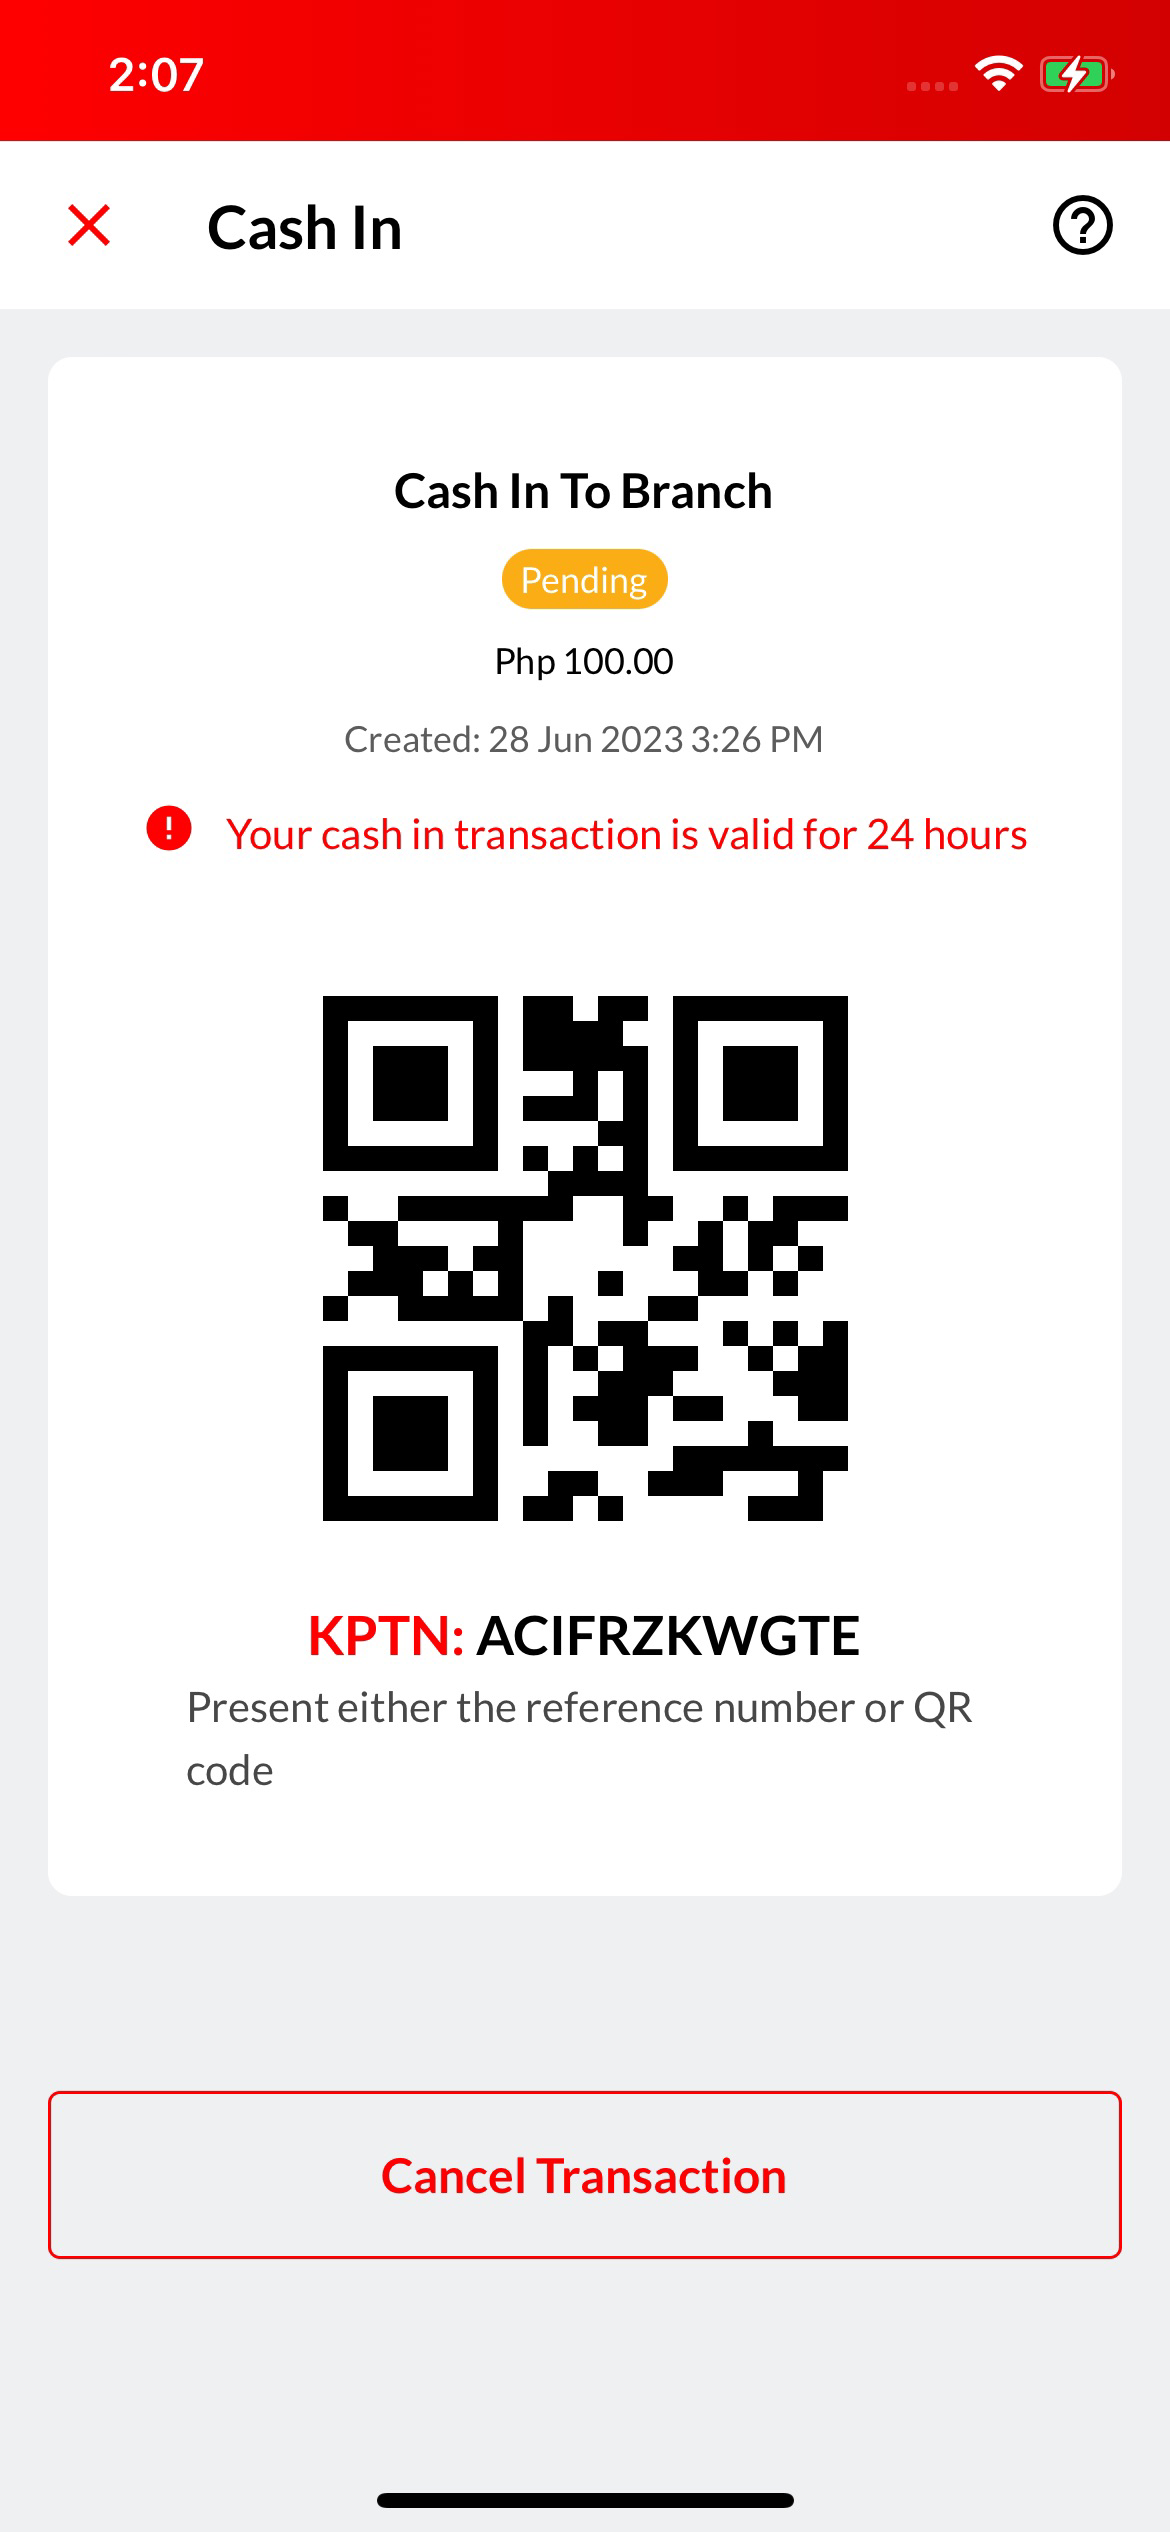 2:07
Cash In
Cash In To Branch
Pending
Php 100.00
Created: 28 Jun 2023 3:26 PM
Your cash in transaction is valid for 24 hours
KPTN: ACIFRZKWGTE
Present either the reference number or QR
code
Cancel Transaction